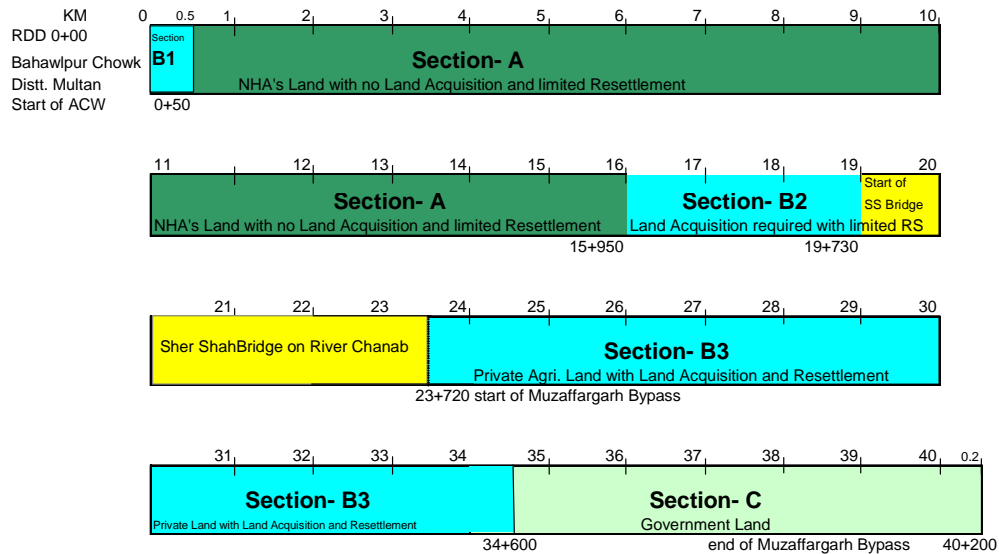 KM 0 0.5 1 2 3 4 5 6 7 8 9 10
RDD 0+00
Bahawlpur Chowk
Distt. Multan
Start of ACW
Section
B1
Section- A
NHA's Land with no Land Acquisition and limited Resettlement
0+50
11 12 13 14 15 16 17 18 19 20
Section- A
NHA's Land with no Land Acquisition and limited Resettlement
Section- B2
Land Acquisition required with limited RS
Start of
SS Bridge
15+950 19+730
21 22 23 24 25 26 27 28 29 30
Sher ShahBridge on River Chanab
Section- B3
Private Agri. Land with Land Acquisition and Resettlement
23+720 start of Muzaffargarh Bypass
31 32 33 34 35 36 37 38 39 40 0.2
Section- B3
Private Land with Land Acquisition and Resettlement
Section- C
Government Land
34+600 end of Muzaffargarh Bypass 40+200